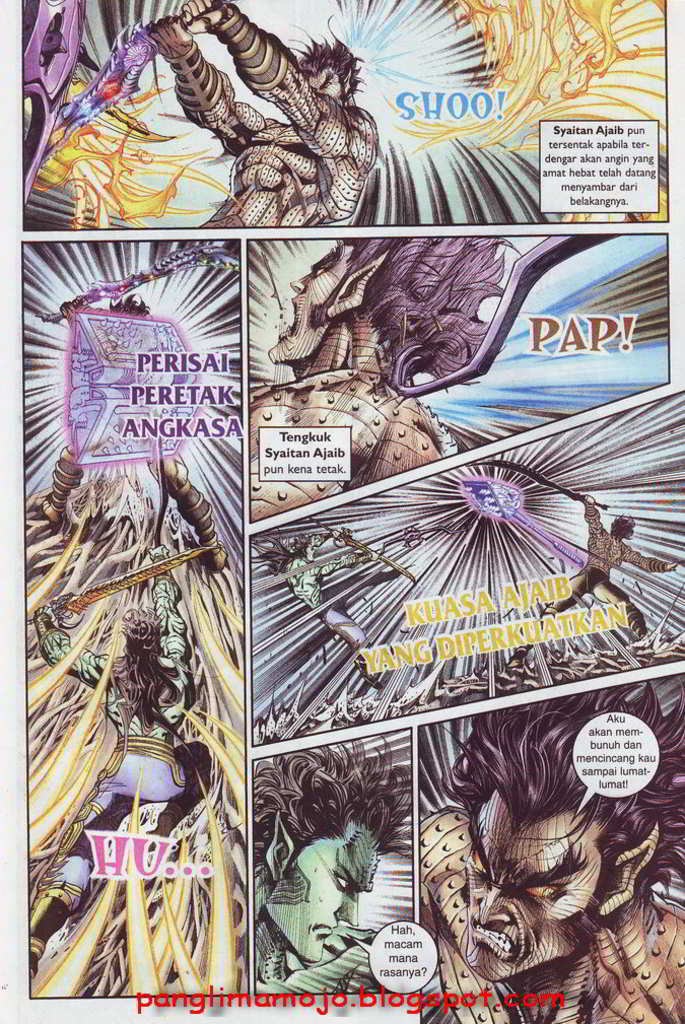 SHOO!
Syaitan Ajaib pun
tersentak apabila ter-
dengar akan angin yang
amat hebat telah datang
menyambar dari
belakangnya.
PERISAI
PERETAK
ANGKASA
HU...
PAP!
Tengkuk
Syaitan Ajaib
pun kena tetak.
KUASA AJAIB
YANG DIPERKUATKAN
Hah,
macam
mana
rasanya?
Aku
akan mem-
bunuh dan
mencincang kau
sampai lumat-
lumat!
panglimamojo.blogspot.com